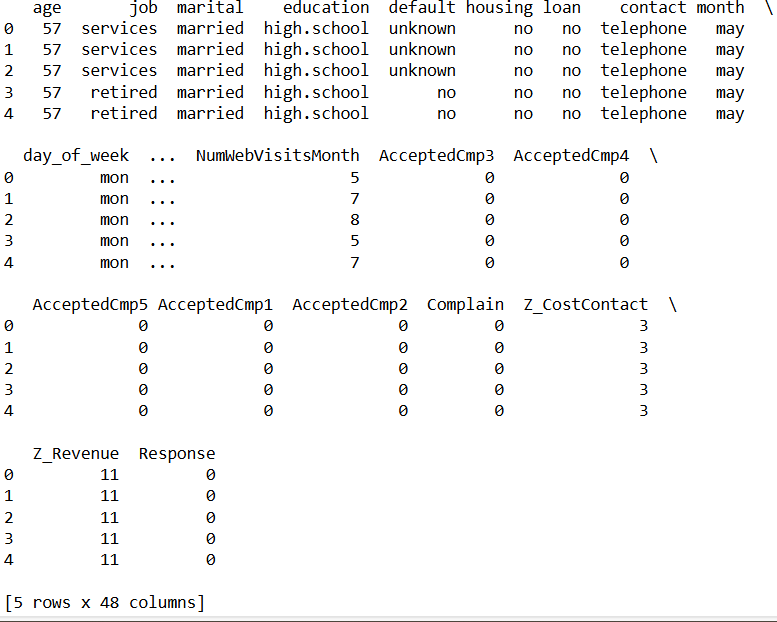 age       job  marital    education  default housing loan    contact month  \
0   57  services  married  high.school  unknown      no   no  telephone   may
1   57  services  married  high.school  unknown      no   no  telephone   may
2   57  services  married  high.school  unknown      no   no  telephone   may
3   57   retired  married  high.school       no      no   no  telephone   may
4   57   retired  married  high.school       no      no   no  telephone   may

  day_of_week  ...  NumWebVisitsMonth  AcceptedCmp3  AcceptedCmp4  \
0         mon  ...                  5             0             0
1         mon  ...                  7             0             0
2         mon  ...                  8             0             0
3         mon  ...                  5             0             0
4         mon  ...                  7             0             0

   AcceptedCmp5 AcceptedCmp1  AcceptedCmp2  Complain  Z_CostContact  \
0             0            0             0         0              3
1             0            0             0         0              3
2             0            0             0         0              3
3             0            0             0         0              3
4             0            0             0         0              3

   Z_Revenue  Response
0         11         0
1         11         0
2         11         0
3         11         0
4         11         0

[5 rows x 48 columns]